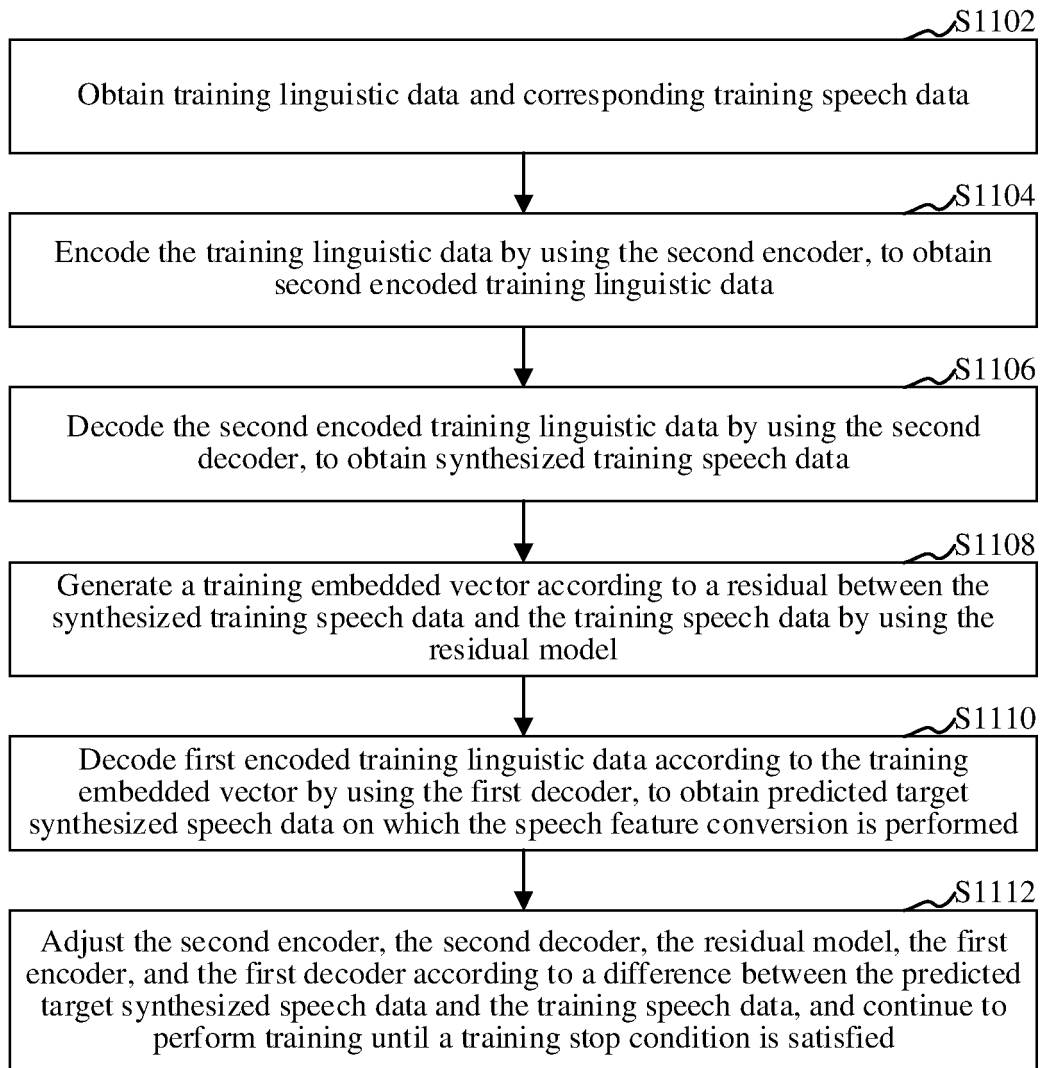 S1102
Obtain training linguistic data and corresponding training speech data
S1104
Encode the training linguistic data by using the second encoder, to obtain
second encoded training linguistic data
S1106
Decode the second encoded training linguistic data by using the second
decoder, to obtain synthesized training speech data
S1108
Generate a training embedded vector according to a residual between the
synthesized training speech data and the training speech data by using the
residual model
S1110
Decode first encoded training linguistic data according to the training
embedded vector by using the first decoder, to obtain predicted target
synthesized speech data on which the speech feature conversion is performed
S1112
Adjust the second encoder, the second decoder, the residual model, the first
encoder, and the first decoder according to a difference between the predicted
target synthesized speech data and the training speech data, and continue to
perform training until a training stop condition is satisfied